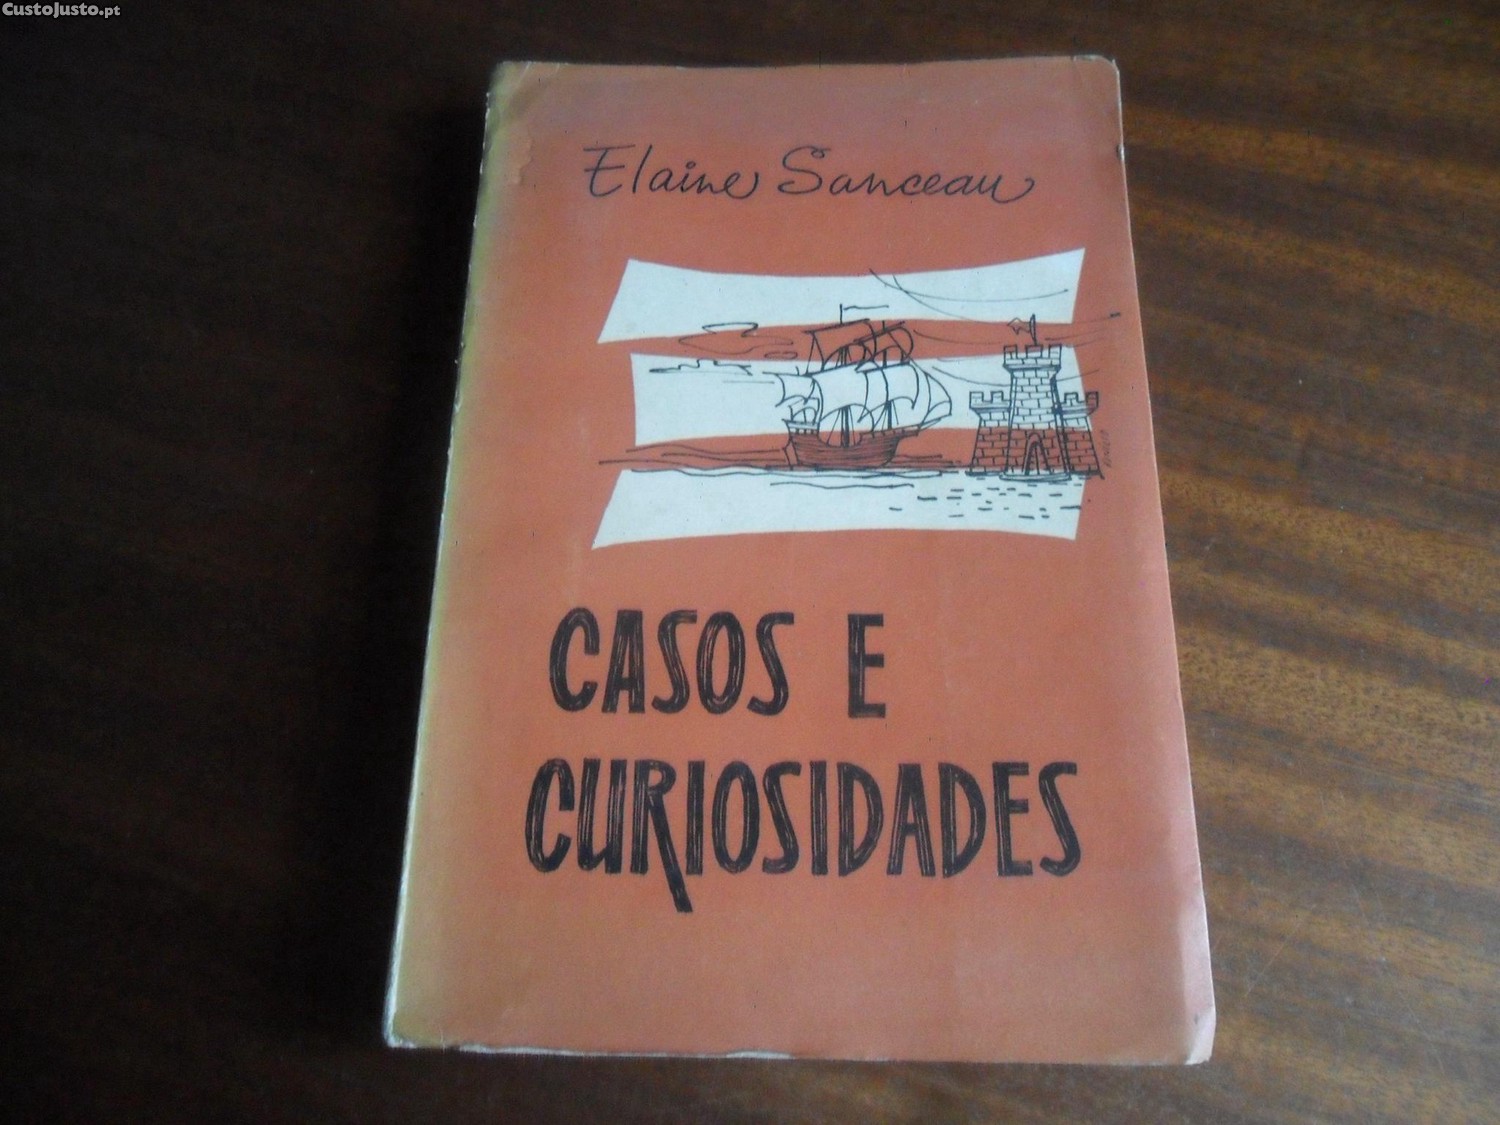 CustoJusto.pt
Elaine Sanceau
CASOS E
CURIOSIDADES